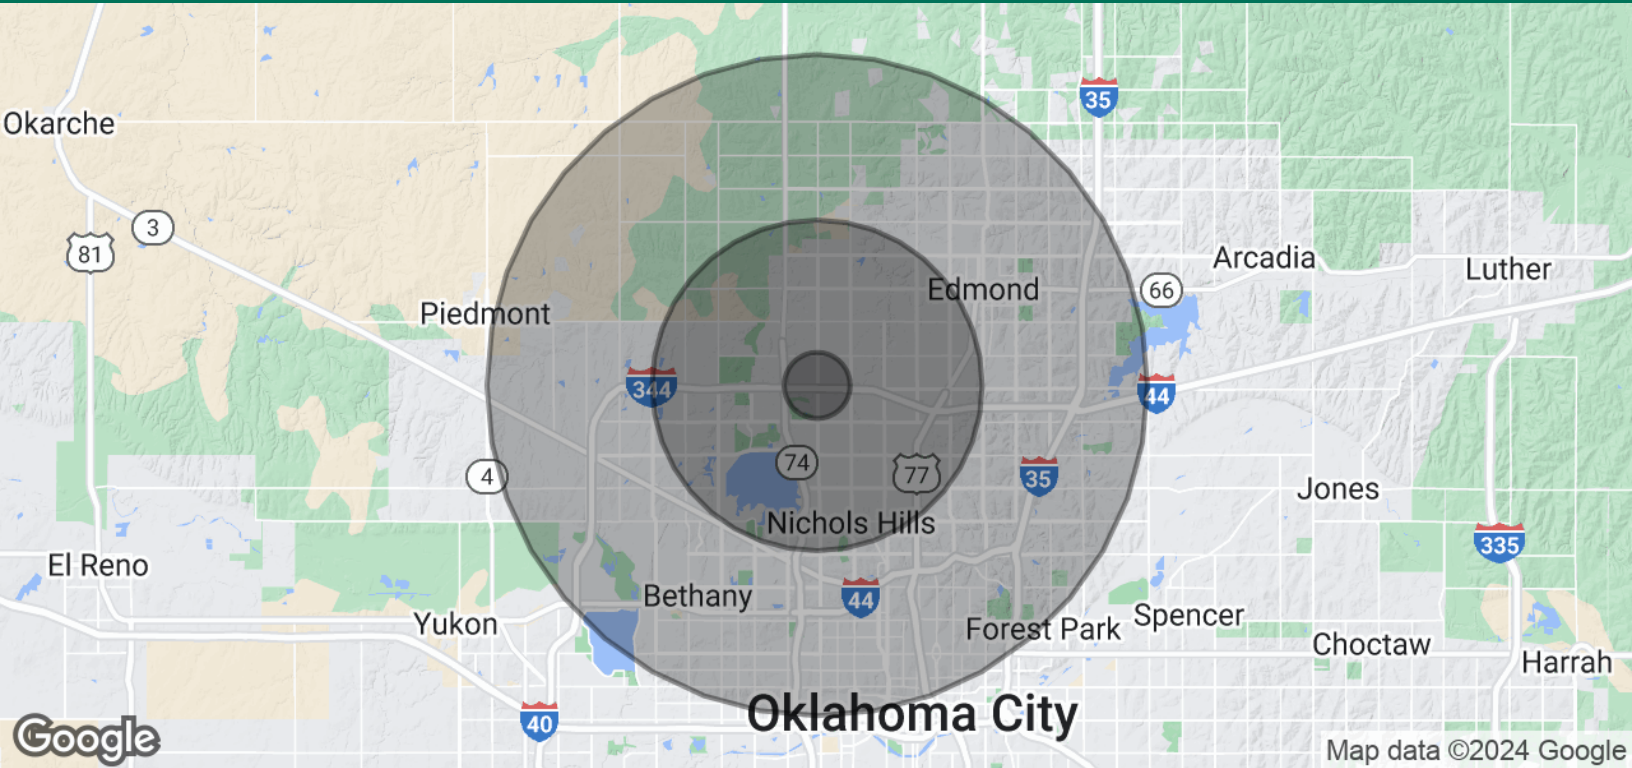 35
Okarche
3
81
Arcadia
Luther
Edmond
66
Piedmont
344
44
74
4
77
35
Jones
Nichols Hills
335
El Reno
Bethany
44
Spencer
Yukon
Forest Park
Choctaw
Harrah
Oklahoma City
40
Google
Map data ©2024 Google